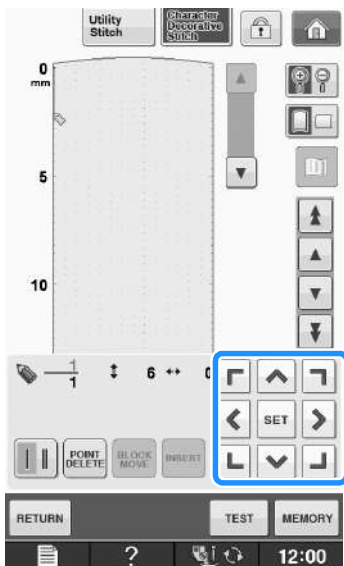 Utility
Stitch
Character
Decorative
Stitch
0
mm
5
10
1
1
6
0
SET
POINT
DELETE
BLOCK
MOVE
INSERT
RETURN
TEST
MEMORY
?
12:00